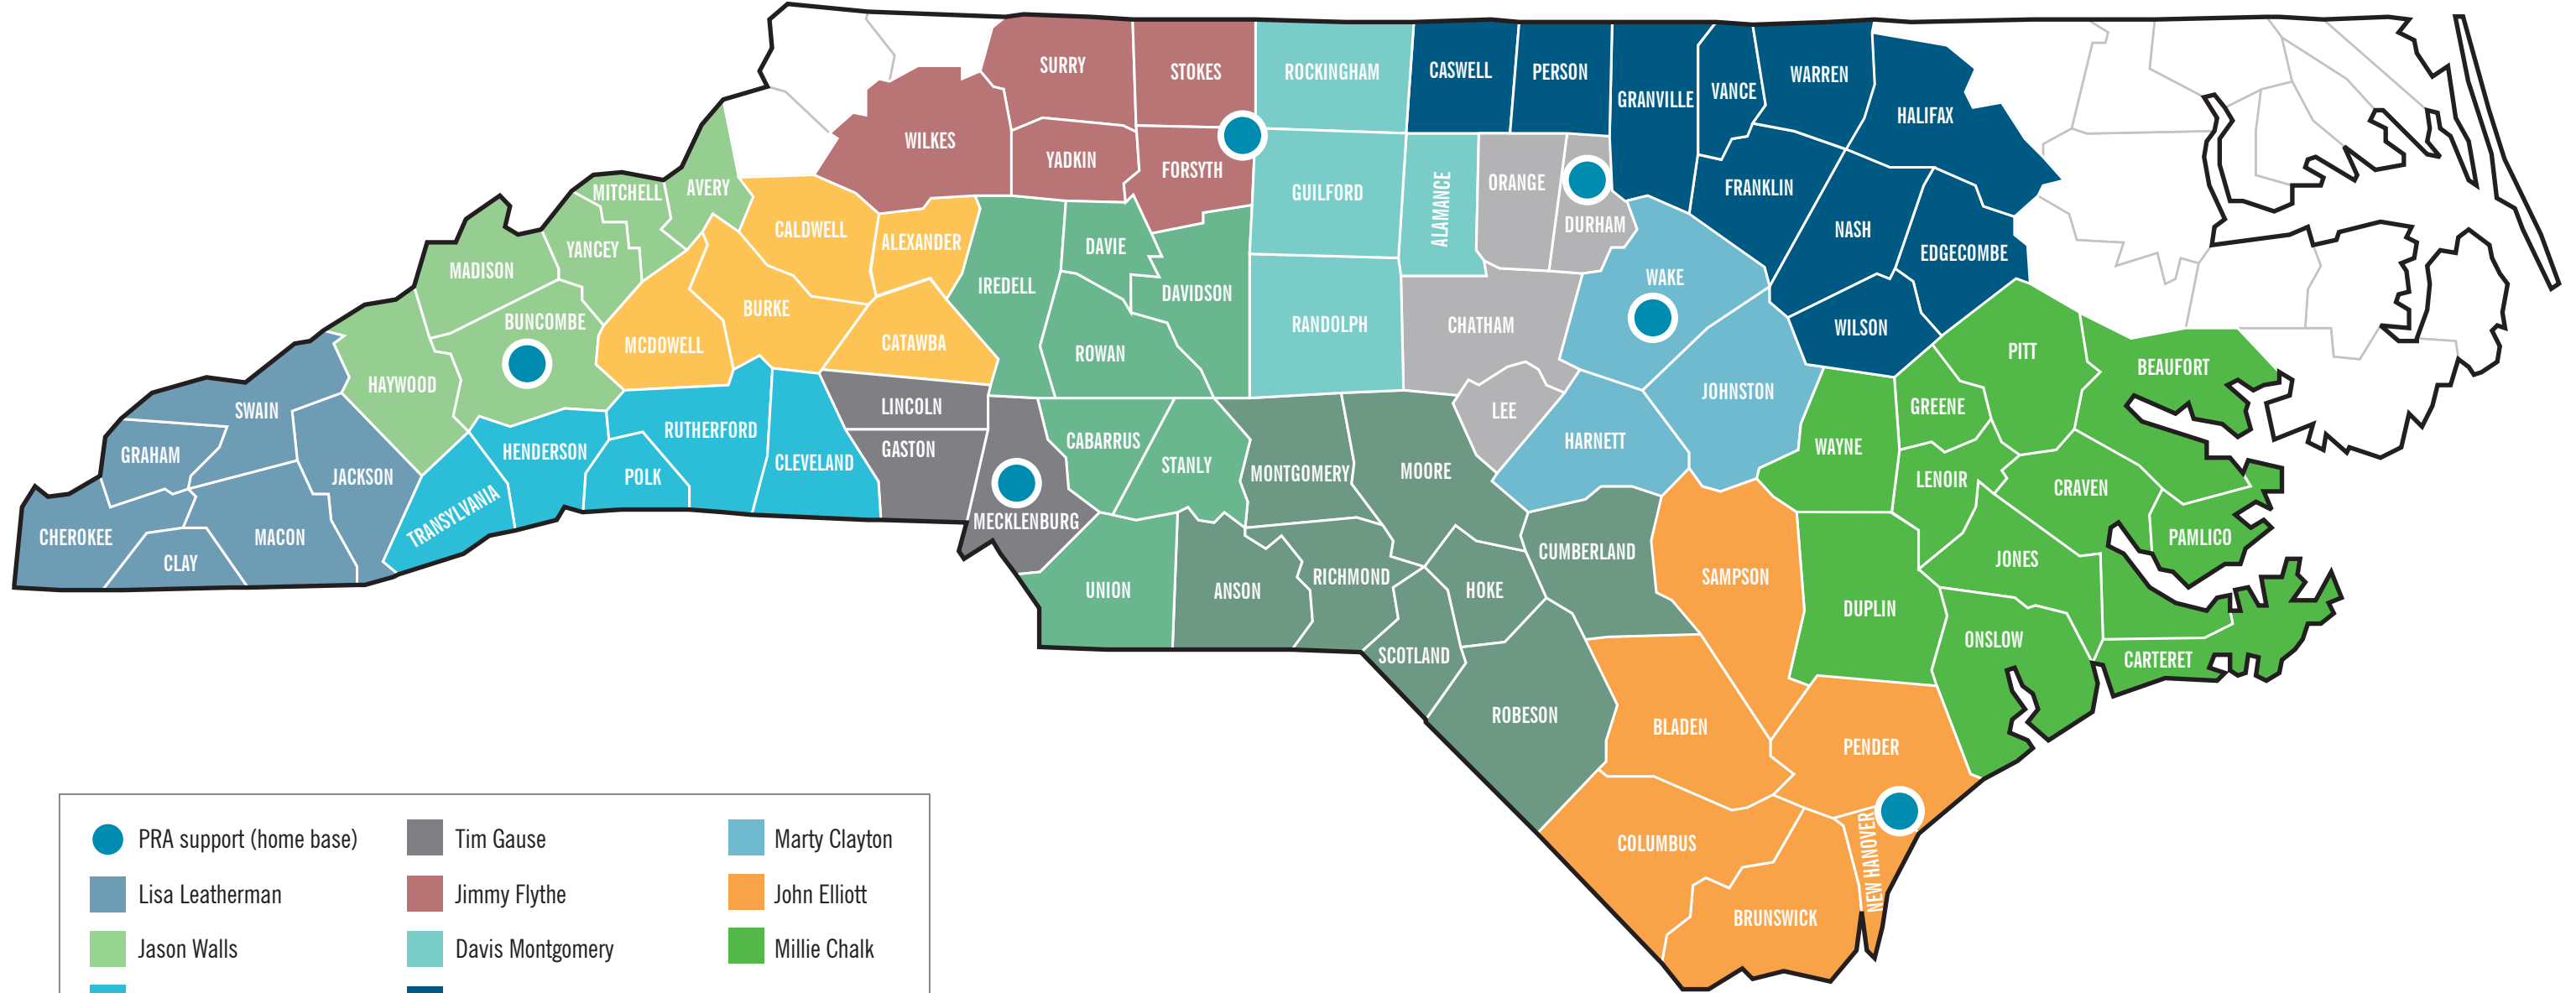 SURRY
STOKES
ROCKINGHAM
CASWELL
PERSON
GRANVILLE
VANCE
WARREN
HALIFAX
WILKES
YADKIN
FORSYTH
GUILFORD
ALAMANCE
ORANGE
DURHAM
FRANKLIN
NASH
EDGECOMBE
MITCHELL
AVERY
CALDWELL
ALEXANDER
IREDELL
DAVIE
DAVIDSON
WAKE
MADISON
YANCEY
BUNCOMBE
BURKE
MCDOWELL
CATAWBA
ROWAN
RANDOLPH
CHATHAM
WILSON
PITT
BEAUFORT
HAYWOOD
SWAIN
LINCOLN
LEE
JOHNSTON
GREENE
GRAHAM
JACKSON
HENDERSON
POLK
RUTHERFORD
CLEVELAND
GASTON
CABARRUS
STANLY
MONTGOMERY
MOORE
HARNETT
WAYNE
LENOIR
CRAVEN
CHEROKEE
CLAY
MACON
TRANSYLVANIA
MECKLENBURG
UNION
ANSON
RICHMOND
HOKE
CUMBERLAND
SAMPSON
DUPLIN
JONES
PAMLICO
SCOTLAND
ROBESON
BLADEN
PENDER
ONSLOW
CARTERET
COLUMBUS
BRUNSWICK
NEW HANOVER
PRA support (home base)
Lisa Leatherman
Jason Walls
Tim Gause
Jimmy Flythe
Davis Montgomery
Marty Clayton
John Elliott
Millie Chalk